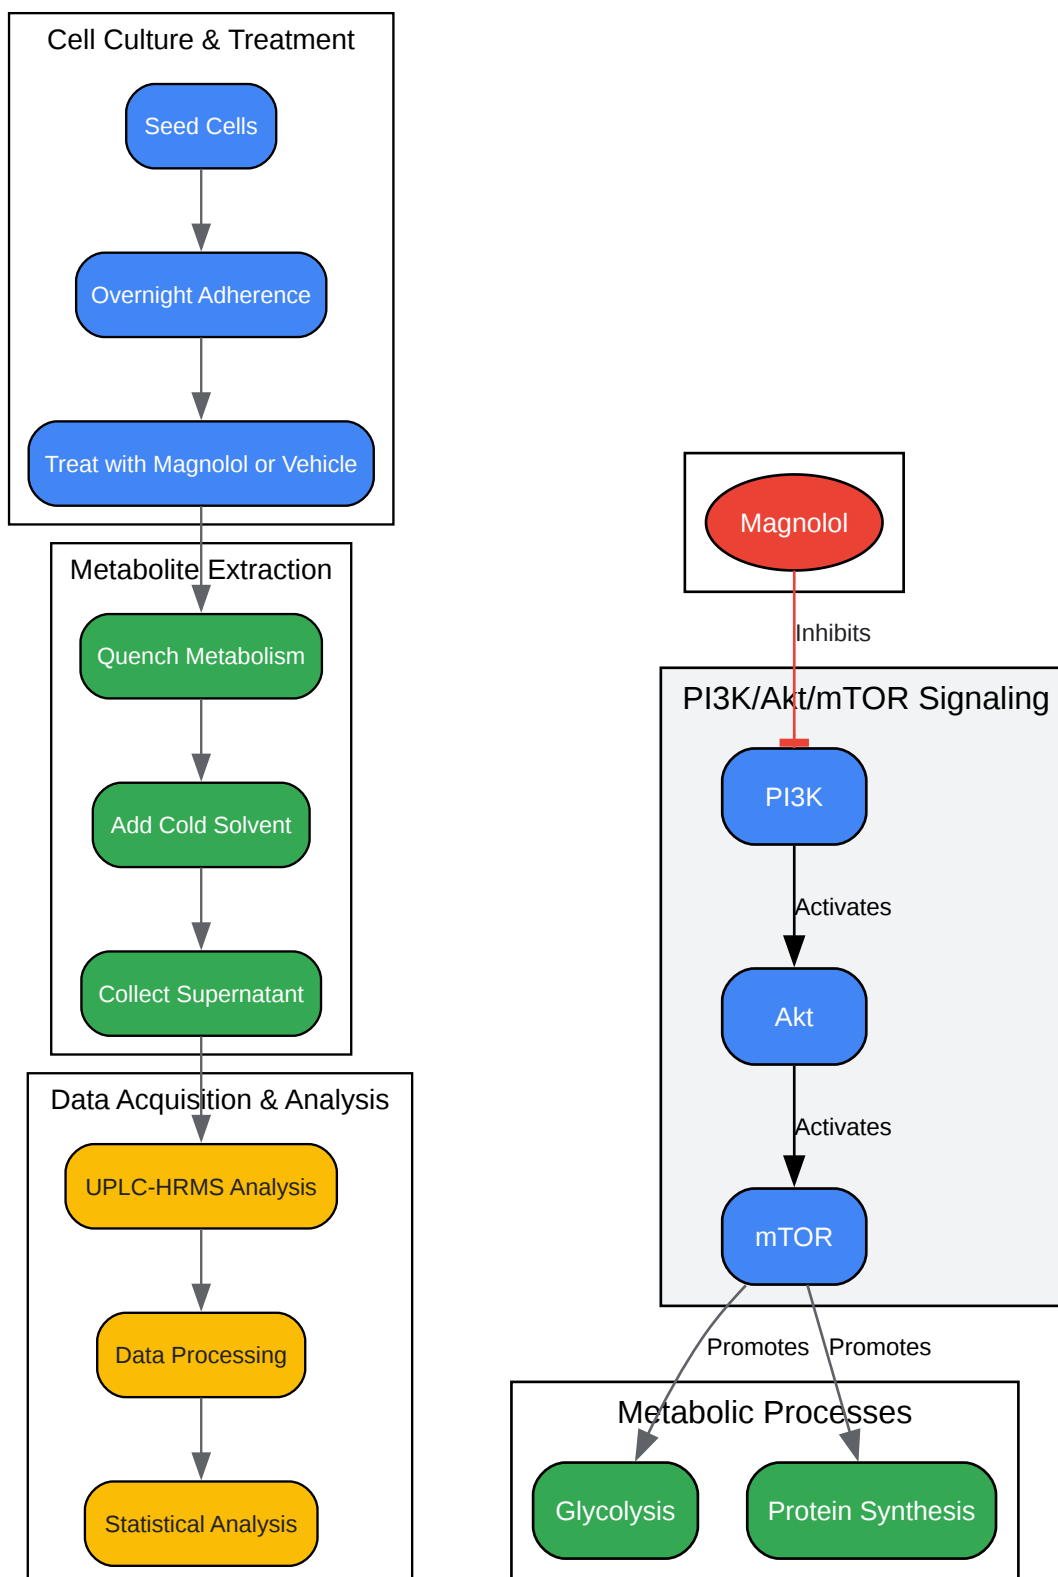 Cell Culture & Treatment
Seed Cells
Overnight Adherence
Treat with Magnolol or Vehicle
Metabolite Extraction
Quench Metabolism
Add Cold Solvent
Collect Supernatant
Data Acquisition & Analysis
UPLC-HRMS Analysis
Data Processing
Statistical Analysis
Magnolol
Inhibits
PI3K/Akt/mTOR Signaling
PI3K
Activates
Akt
Activates
mTOR
Promotes
Promotes
Metabolic Processes
Glycolysis
Protein Synthesis